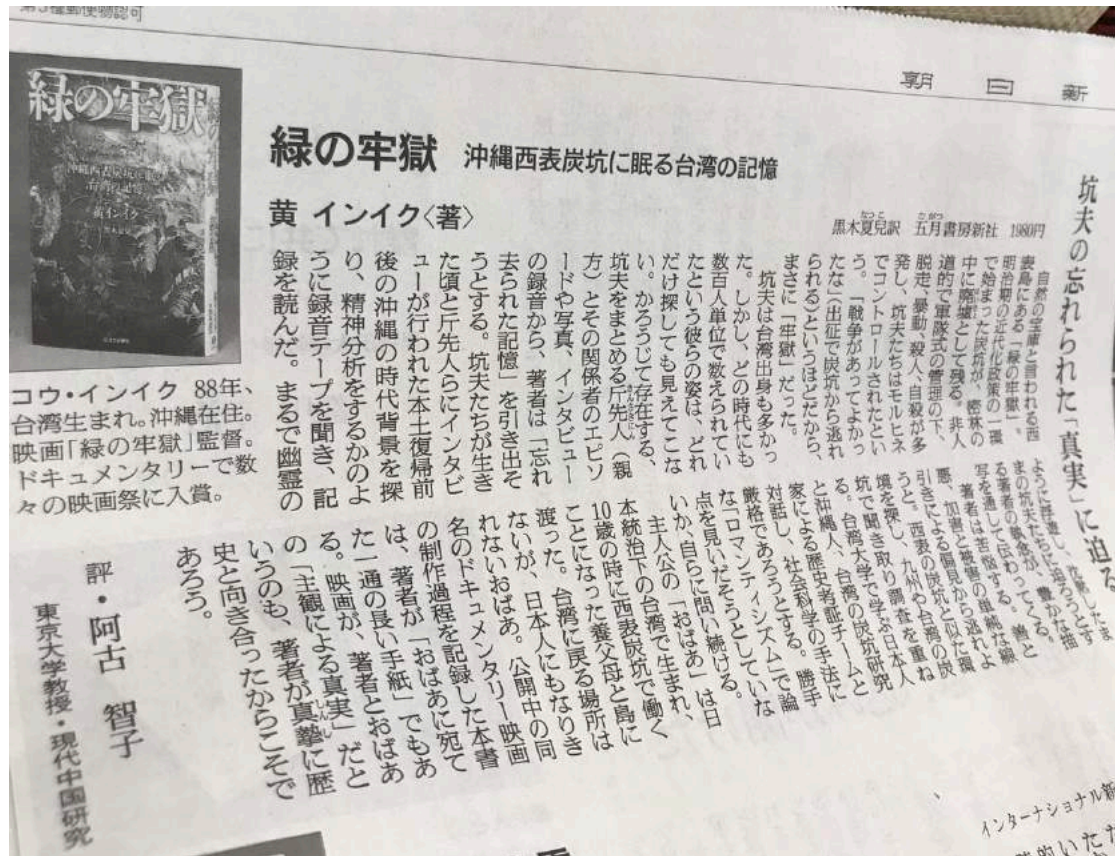 第3種郵便物認可
朝日新
緑の牢獄
沖縄西表炭坑に眠る
台湾の記憶
黄インイク
緑の牢獄 沖縄西表炭坑に眠る台湾の記憶
黄 インイク〈著〉
黒木夏兒訳 五月書房新社 1980円
坑夫の忘れられた「真実」に迫る
自然の宝庫と言われる西
表島にある「緑の牢獄」。
明治期の近代化政策の一環
で始まった炭坑が、密林の
中に廃墟として残る。非人
道的で軍隊式の管理の下、
脱走、暴動、殺人、自殺が多
発し、坑夫たちはモルヒネ
でコントロールされたとい
う。「戦争があってよかっ
たな」(出征で炭坑から逃れ
られる)というほどだから、
まさに「牢獄」だった。
坑夫は台湾出身も多かっ
た。しかし、どの時代にも
数百人単位で数えられてい
たという彼らの姿は、どれ
だけ探しても見えてこな
い。かろうじて存在する、
坑夫をまとめる斤先人(親
方)とその関係者のエピソ
ードや写真、インタビュー
の録音から、著者は「忘れ
去られた記憶」を引き出そ
うとする。坑夫たちが生き
た頃と斤先人らにインタビ
ューが行われた本土復帰前
後の沖縄の時代背景を探
り、精神分析をするかのよ
うに録音テープを聞き、記
録を読んだ。まるで幽霊の
ように浮遊し、沈黙したま
まの坑夫たちに迫ろうとす
る著者の執念が、豊かな描
写を通して伝わってくる。
著者は苦悩する。善と
悪、加害と被害の単純な線
引きによる偏見から逃れよ
うと。西表の炭坑と似た環
境を探し、九州や台湾の炭
坑で聞き取り調査を重ね
る。台湾大学で学ぶ日本人
と沖縄人、台湾の炭坑研究
家による歴史考証チームと
対話し、社会科学の手法に
厳格であろうとする。勝手
な「ロマンティシズム」で論
点を見いだそうとしていな
いか、自らに問い続ける。
主人公の「おばあ」は日
本統治下の台湾で生まれ、
10歳の時に西表炭坑で働く
ことになった養父母と島に
渡った。台湾に戻る場所は
ないが、日本人にもなりき
れないおばあ。公開中の同
名のドキュメンタリー映画
の制作過程を記録した本書
は、著者が「おばあに宛て
た一通の長い手紙」でもあ
る。映画が、著者とおばあ
の「主観による真実」だと
いうのも、著者が真摯に歴
史と向き合ったからこそで
あろう。
評・阿古 智子
東京大学教授・現代中国研究
コウ・インイク 88年、
台湾生まれ。沖縄在住。
映画「緑の牢獄」監督。
ドキュメンタリーで数
々の映画祭に入賞。
インターナショナル新